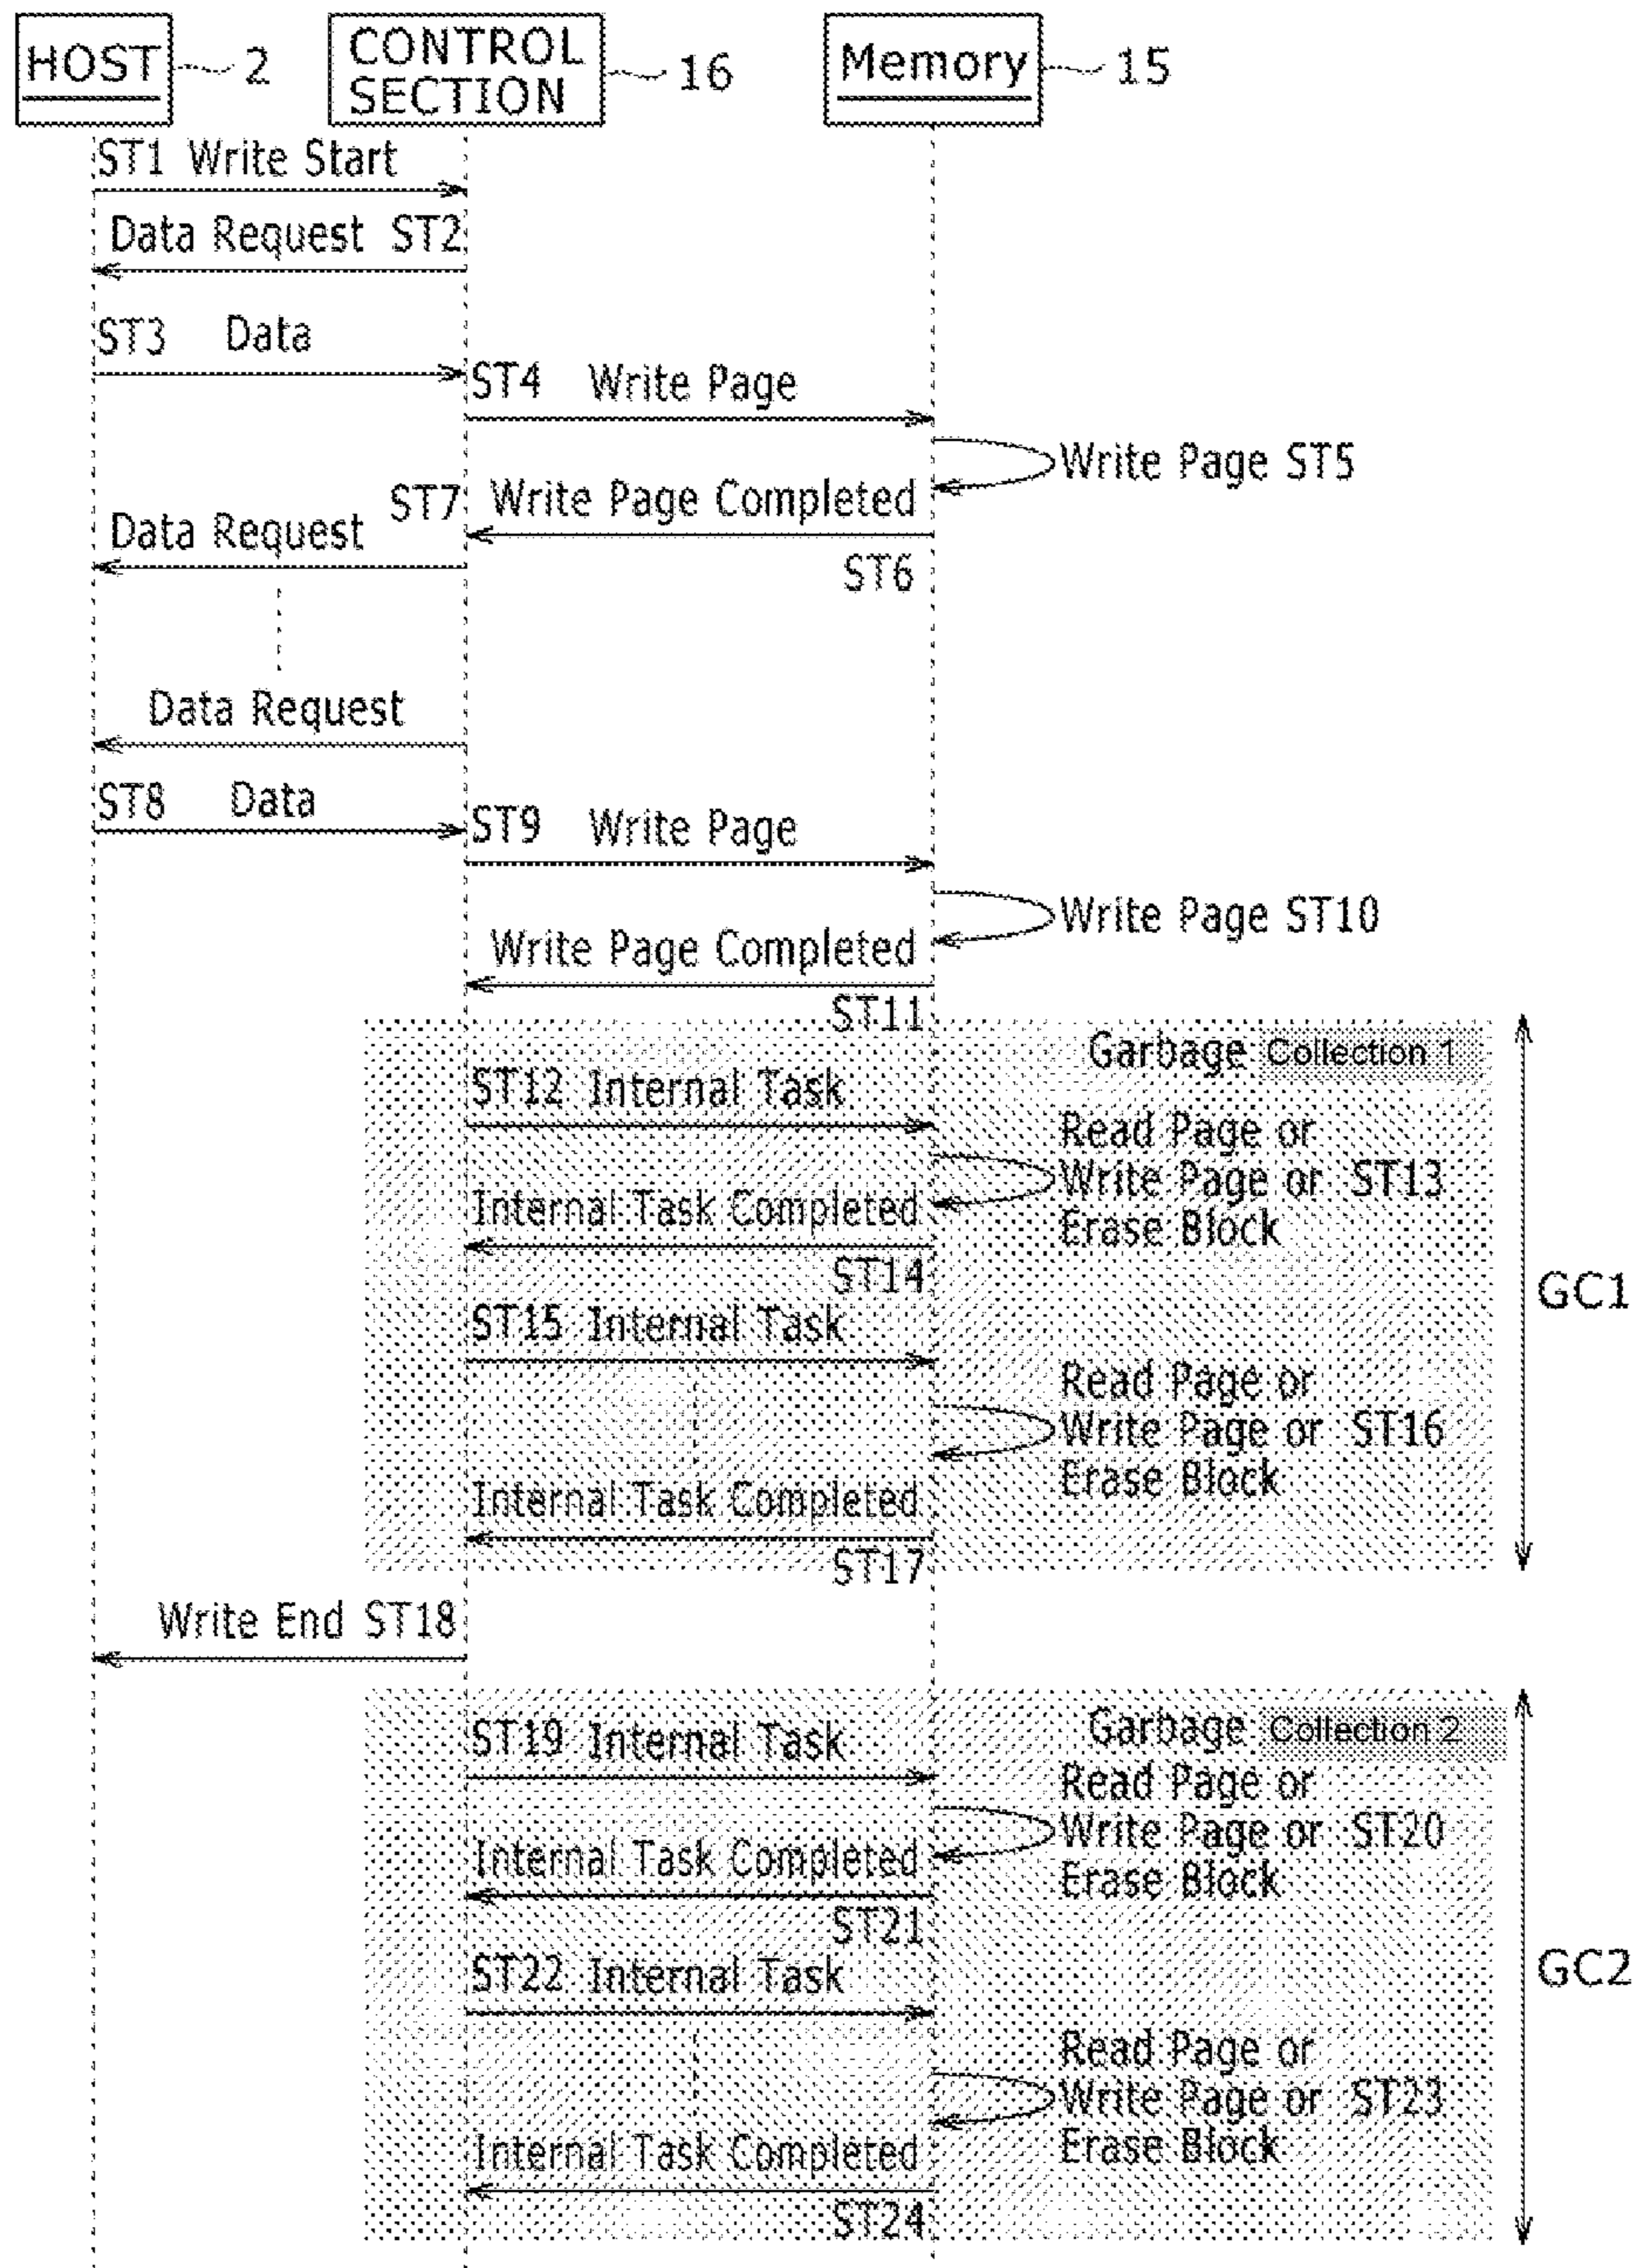 HOST 2
CONTROL
SECTION 16
Memory 15
ST1 Write Start
Data Request ST2
ST3 Data
ST4 Write Page
Write Page ST5
ST7 Write Page Completed
Data Request
ST6
Data Request
ST8 Data
ST9 Write Page
Write Page ST10
Write Page Completed
ST11
Garbage Collection 1
ST12 Internal Task
Read Page or
Write Page or ST13
Erase Block
Internal Task Completed
ST14
ST15 Internal Task
GC1
Read Page or
Write Page or ST16
Erase Block
Internal Task Completed
ST17
Write End ST18
Garbage Collection 2
ST19 Internal Task
Read Page or
Write Page or ST20
Erase Block
Internal Task Completed
ST21
ST22 Internal Task
GC2
Read Page or
Write Page or ST23
Erase Block
Internal Task Completed
ST24